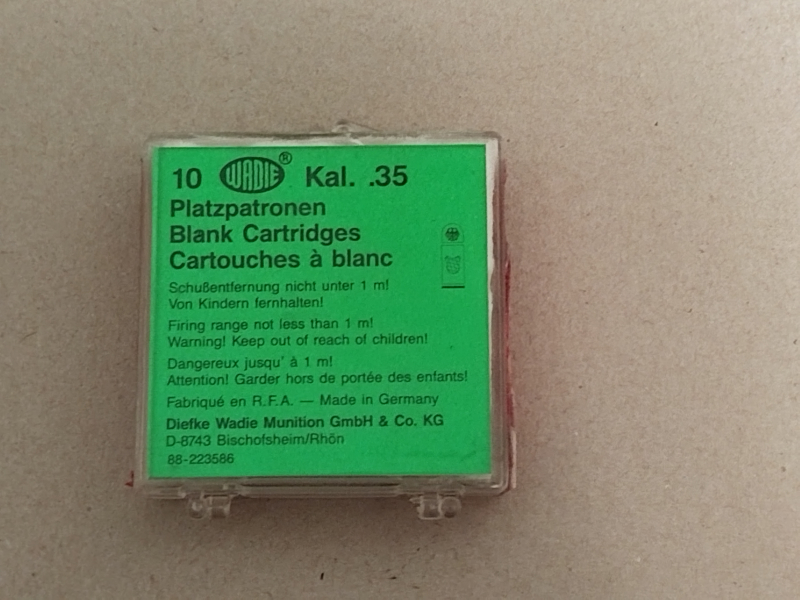 10 WADIE® Kal. .35
Platzpatronen
Blank Cartridges
Cartouches à blanc
Schußentfernung nicht unter 1 m!
Von Kindern fernhalten!
Firing range not less than 1 m!
Warning! Keep out of reach of children!
Dangereux jusqu' à 1 m!
Attention! Garder hors de portée des enfants!
Fabriqué en R.F.A. — Made in Germany
Diefke Wadie Munition GmbH & Co. KG
D-8743 Bischofsheim/Rhön
88-223586